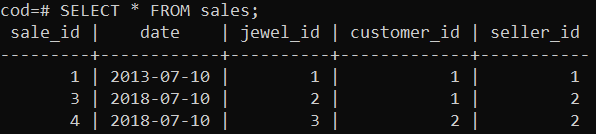 cod=# SELECT * FROM sales;
 sale_id |    date    | jewel_id | customer_id | seller_id
---------+------------+----------+-------------+-----------
       1 | 2013-07-10 |        1 |           1 |         1
       3 | 2018-07-10 |        2 |           1 |         2
       4 | 2018-07-10 |        3 |           2 |         2